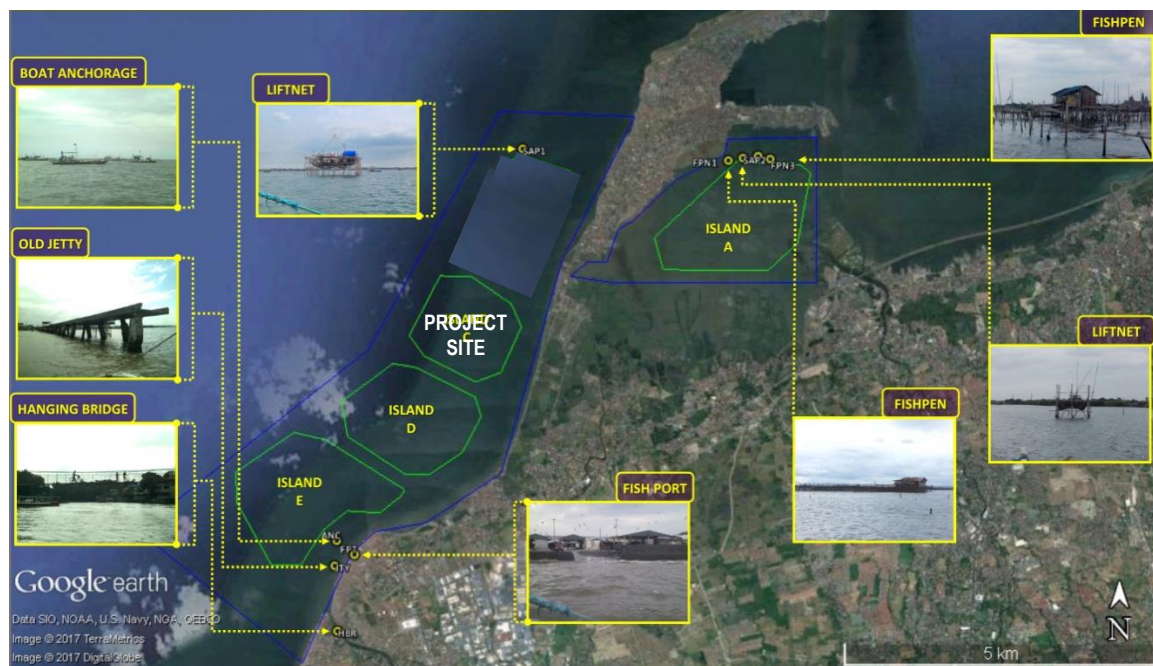 BOAT ANCHORAGE
LIFTNET
FISHPEN
SAP1
FPN1
SAP2
FPN3
OLD JETTY
ISLAND
A
PROJECT
SITE
HANGING BRIDGE
ISLAND
D
LIFTNET
FISHPEN
ISLAND
E
FISH PORT
ANC
FPT
JTY
HBR
Google earth
Data SIO, NOAA, U.S. Navy, NGA, GEBCO
Image © 2017 TerraMetrics
Image © 2017 DigitalGlobe
N
5 km